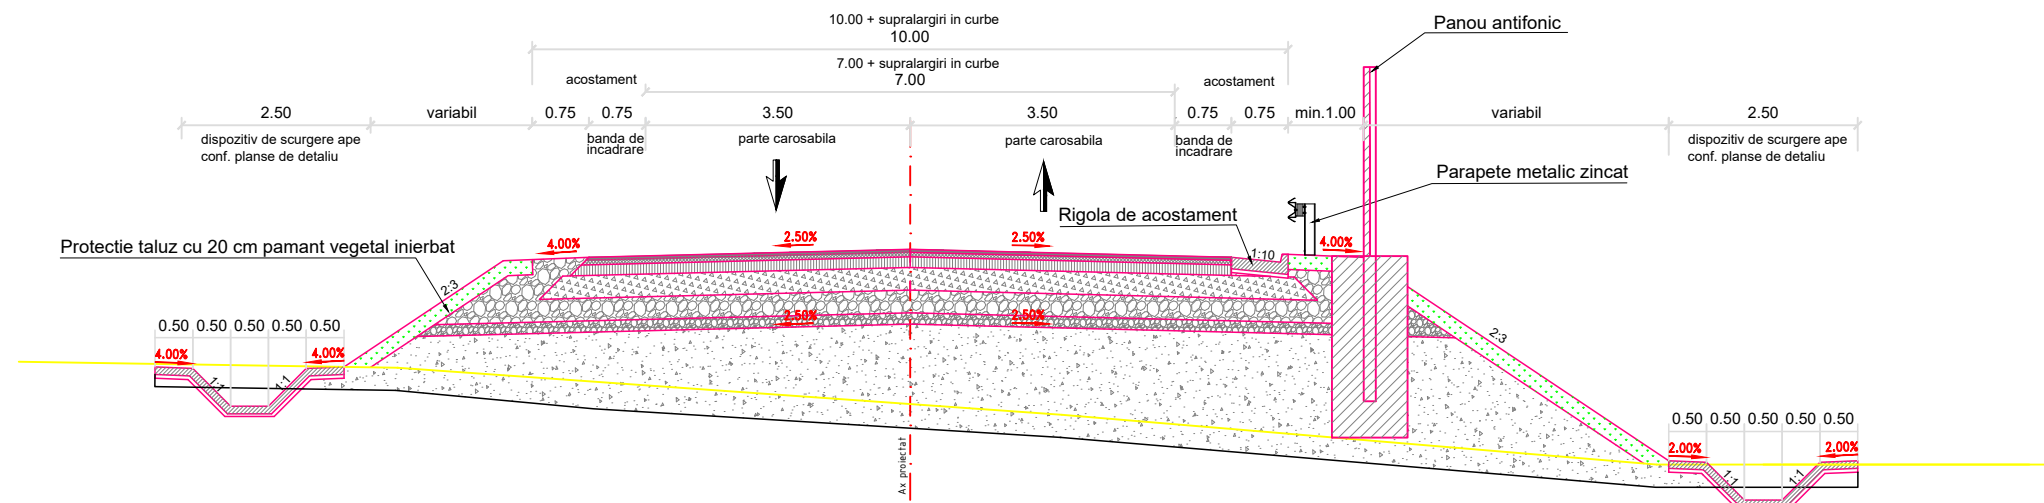 10.00 + supralargiri in curbe
10.00
Panou antifonic
7.00 + supralargiri in curbe
7.00
acostament
acostament
2.50
variabil
0.75
0.75
3.50
3.50
0.75
0.75
min.1.00
variabil
2.50
dispozitiv de scurgere ape
conf. planse de detaliu
banda de
incadrare
parte carosabila
parte carosabila
banda de
incadrare
dispozitiv de scurgere ape
conf. planse de detaliu
Parapete metalic zincat
Rigola de acostament
Protectie taluz cu 20 cm pamant vegetal inierbat
4.00%
2.50%
2.50%
1:10
4.00%
2:3
2.50%
2.50%
2:3
0.50 0.50 0.50 0.50 0.50
4.00%
4.00%
1:1
1:1
0.50 0.50 0.50 0.50 0.50
2.00%
2.00%
1:1
1:1
Ax proiectat